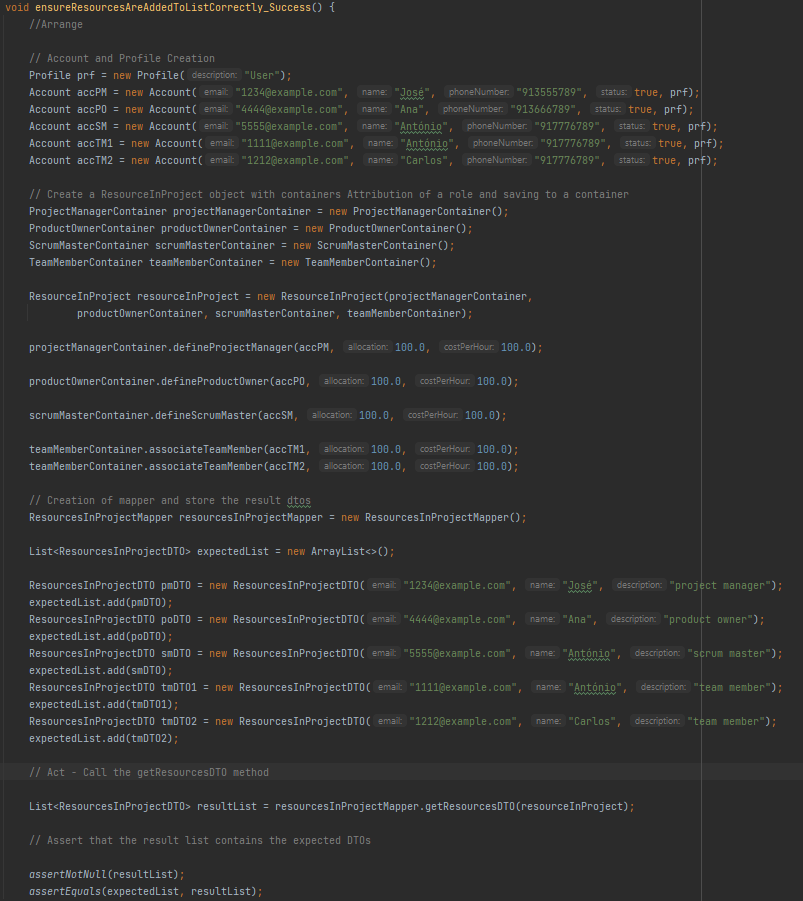 void ensureResourcesAreAddedToListCorrectly_Success() {
//Arrange
// Account and Profile Creation
Profile prf = new Profile( description: "User");
Account accPM = new Account( email: "1234@example.com", name: "José", phoneNumber: "913555789", status: true, prf);
Account accPO = new Account( email: "4444@example.com", name: "Ana", phoneNumber: "913666789", status: true, prf);
Account accSM = new Account( email: "5555@example.com", name: "António", phoneNumber: "917776789", status: true, prf);
Account accTM1 = new Account( email: "1111@example.com", name: "António", phoneNumber: "917776789", status: true, prf);
Account accTM2 = new Account( email: "1212@example.com", name: "Carlos", phoneNumber: "917776789", status: true, prf);
// Create a ResourceInProject object with containers Attribution of a role and saving to a container
ProjectManagerContainer projectManagerContainer = new ProjectManagerContainer();
ProductOwnerContainer productOwnerContainer = new ProductOwnerContainer();
ScrumMasterContainer scrumMasterContainer = new ScrumMasterContainer();
TeamMemberContainer teamMemberContainer = new TeamMemberContainer();
ResourceInProject resourceInProject = new ResourceInProject(projectManagerContainer,
productOwnerContainer, scrumMasterContainer, teamMemberContainer);
projectManagerContainer.defineProjectManager(accPM, allocation: 100.0, costPerHour: 100.0);
productOwnerContainer.defineProductOwner(accPO, allocation: 100.0, costPerHour: 100.0);
scrumMasterContainer.defineScrumMaster(accSM, allocation: 100.0, costPerHour: 100.0);
teamMemberContainer.associateTeamMember(accTM1, allocation: 100.0, costPerHour: 100.0);
teamMemberContainer.associateTeamMember(accTM2, allocation: 100.0, costPerHour: 100.0);
// Creation of mapper and store the result dtos
ResourcesInProjectMapper resourcesInProjectMapper = new ResourcesInProjectMapper();
List<ResourcesInProjectDTO> expectedList = new ArrayList<>();
ResourcesInProjectDTO pmDTO = new ResourcesInProjectDTO( email: "1234@example.com", name: "José", description: "project manager");
expectedList.add(pmDTO);
ResourcesInProjectDTO poDTO = new ResourcesInProjectDTO( email: "4444@example.com", name: "Ana", description: "product owner");
expectedList.add(poDTO);
ResourcesInProjectDTO smDTO = new ResourcesInProjectDTO( email: "5555@example.com", name: "António", description: "scrum master");
expectedList.add(smDTO);
ResourcesInProjectDTO tmDTO1 = new ResourcesInProjectDTO( email: "1111@example.com", name: "António", description: "team member");
expectedList.add(tmDTO1);
ResourcesInProjectDTO tmDTO2 = new ResourcesInProjectDTO( email: "1212@example.com", name: "Carlos", description: "team member");
expectedList.add(tmDTO2);
// Act - Call the getResourcesDTO method
List<ResourcesInProjectDTO> resultList = resourcesInProjectMapper.getResourcesDTO(resourceInProject);
// Assert that the result list contains the expected DTOs
assertNotNull(resultList);
assertEquals(expectedList, resultList);